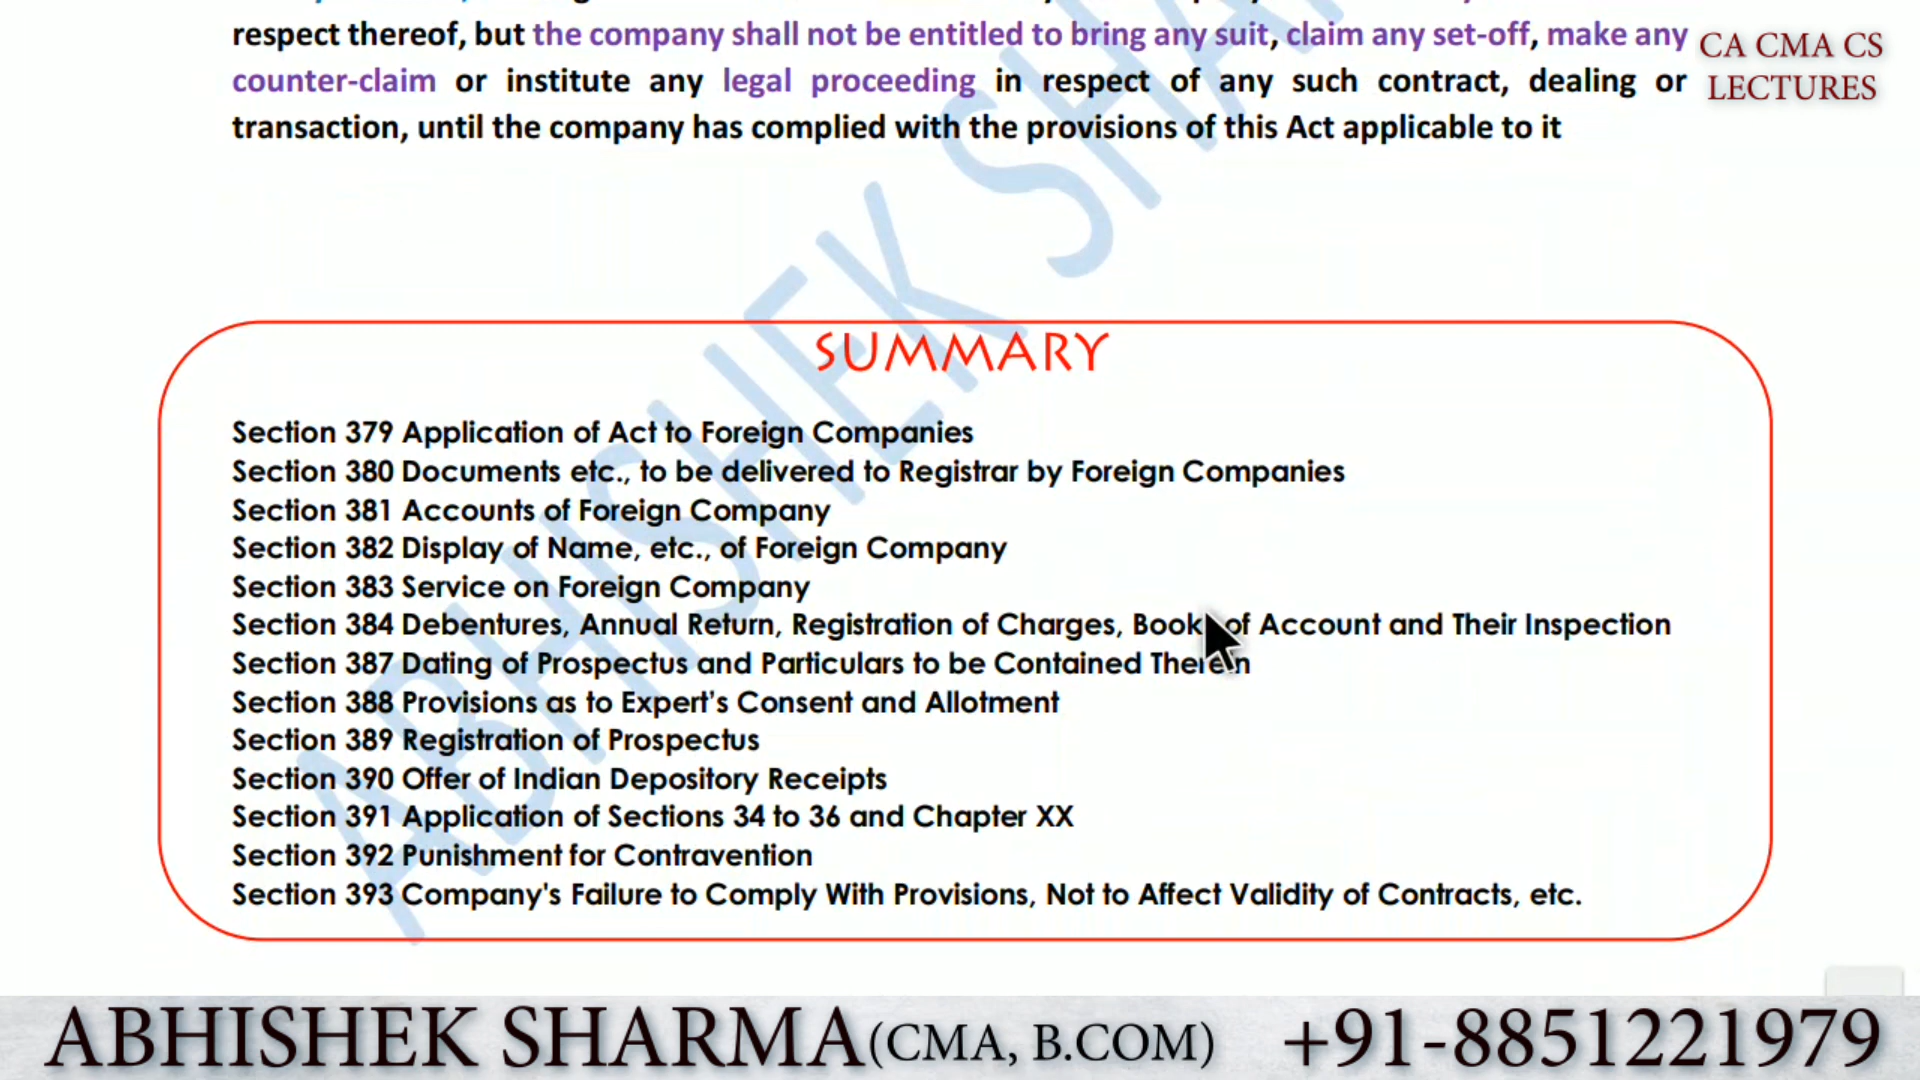 respect thereof, but the company shall not be entitled to bring any suit, claim any set-off, make any
counter-claim or institute any legal proceeding in respect of any such contract, dealing or
transaction, until the company has complied with the provisions of this Act applicable to it
CA CMA CS
LECTURES
SUMMARY
Section 379 Application of Act to Foreign Companies
Section 380 Documents etc., to be delivered to Registrar by Foreign Companies
Section 381 Accounts of Foreign Company
Section 382 Display of Name, etc., of Foreign Company
Section 383 Service on Foreign Company
Section 384 Debentures, Annual Return, Registration of Charges, Books of Account and Their Inspection
Section 387 Dating of Prospectus and Particulars to be Contained Therein
Section 388 Provisions as to Expert's Consent and Allotment
Section 389 Registration of Prospectus
Section 390 Offer of Indian Depository Receipts
Section 391 Application of Sections 34 to 36 and Chapter XX
Section 392 Punishment for Contravention
Section 393 Company's Failure to Comply With Provisions, Not to Affect Validity of Contracts, etc.
ABHISHEK SHAR
ABHISHEK SHARMA (CMA, B.COM) +91-8851221979